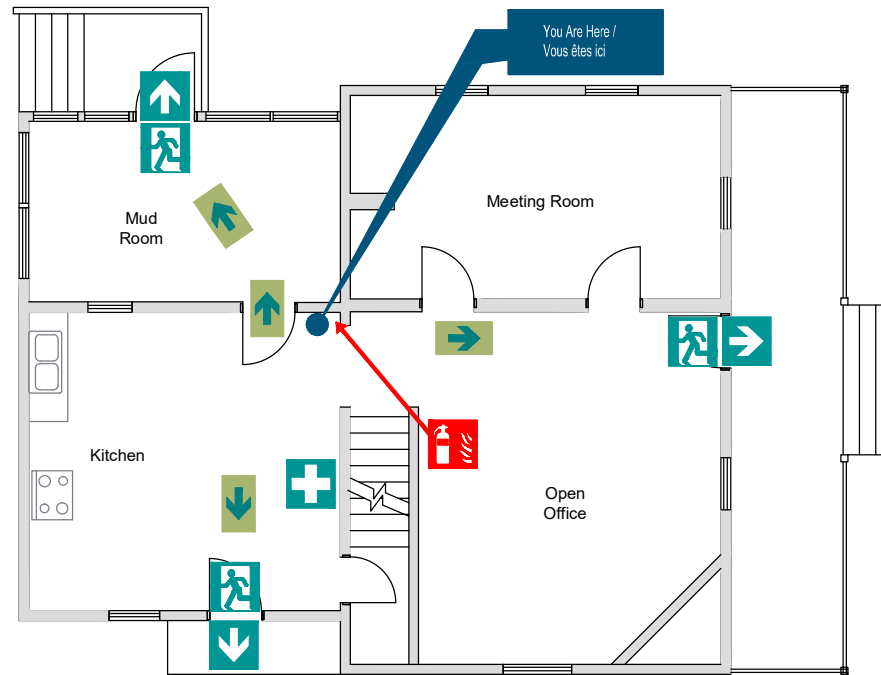 You Are Here /
Vous êtes ici
Meeting Room
Mud
Room
Kitchen
Open
Office